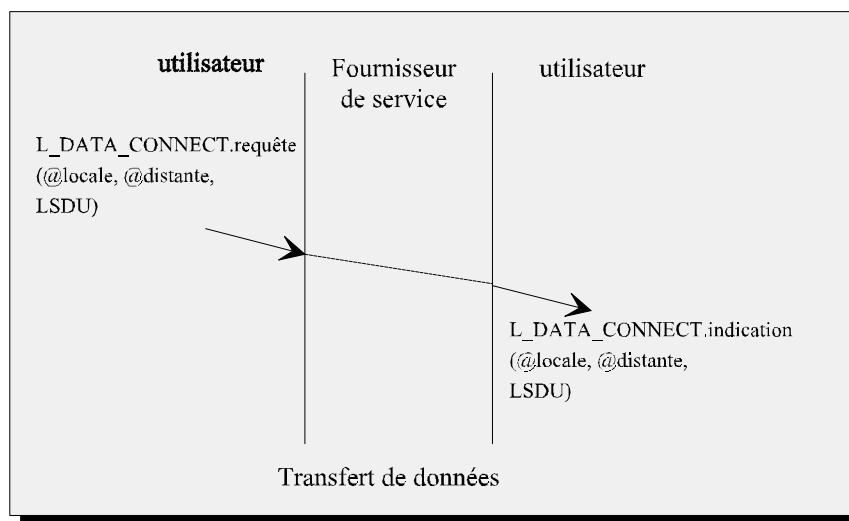 utilisateur
Fournisseur
de service
utilisateur
L_DATA_CONNECT.requête
(@locale, @distante,
LSDU)
L_DATA_CONNECT.indication
(@locale, @distante,
LSDU)
Transfert de données